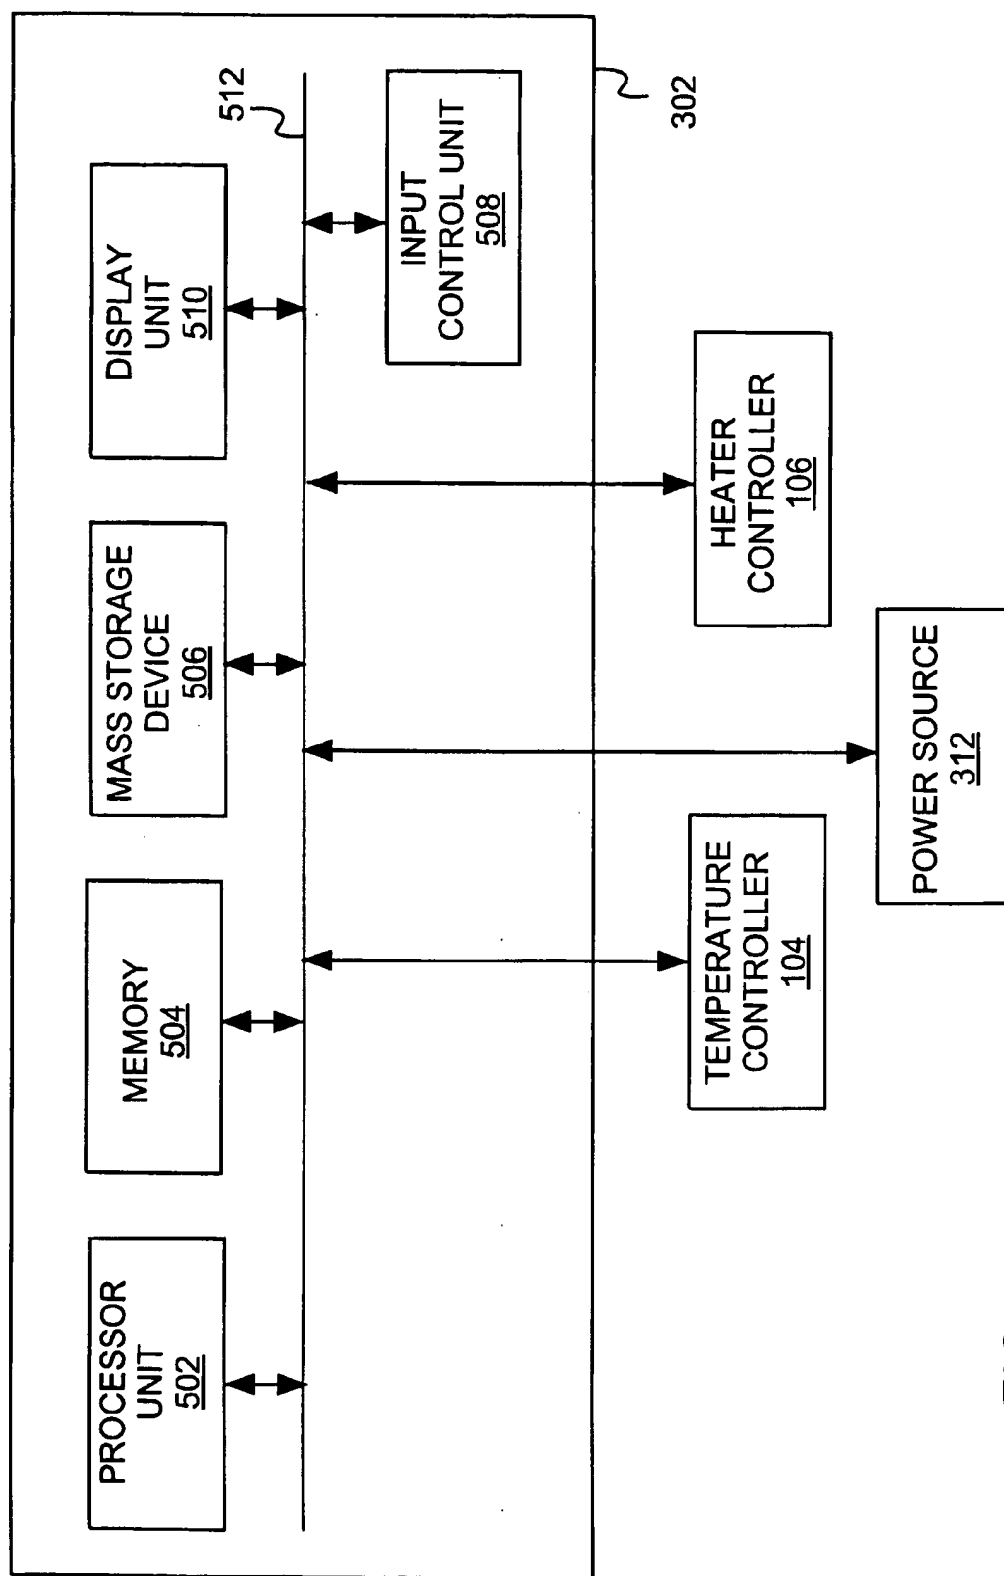 PROCESSOR
UNIT
502
MEMORY
504
MASS STORAGE
DEVICE
506
DISPLAY
UNIT
510
512
INPUT
CONTROL UNIT
508
302
TEMPERATURE
CONTROLLER
104
HEATER
CONTROLLER
106
POWER SOURCE
312